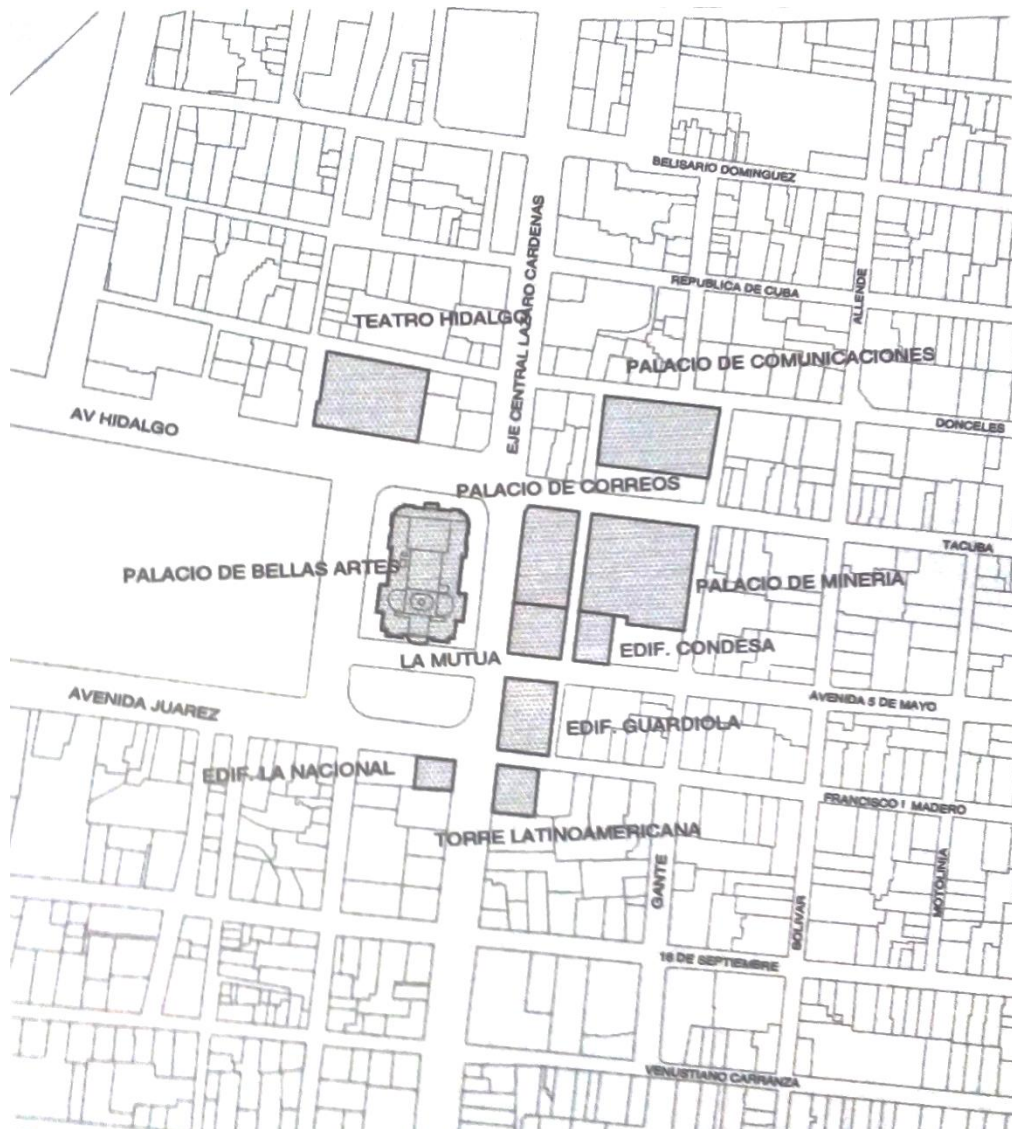 BELISARIO DOMINGUEZ
EJE CENTRAL LAZARO CARDENAS
REPUBLICA DE CUBA
ALLENDE
TEATRO HIDALGO
PALACIO DE COMUNICACIONES
AV HIDALGO
DONCELES
PALACIO DE CORREOS
TACUBA
PALACIO DE BELLAS ARTES
PALACIO DE MINERIA
EDIF. CONDESA
LA MUTUA
AVENIDA JUAREZ
AVENIDA 5 DE MAYO
EDIF. GUARDIOLA
EDIF. LA NACIONAL
FRANCISCO I MADERO
TORRE LATINOAMERICANA
GANTE
MOTOLINIA
BOLIVAR
16 DE SEPTIEMBRE
VENUSTIANO CARRANZA